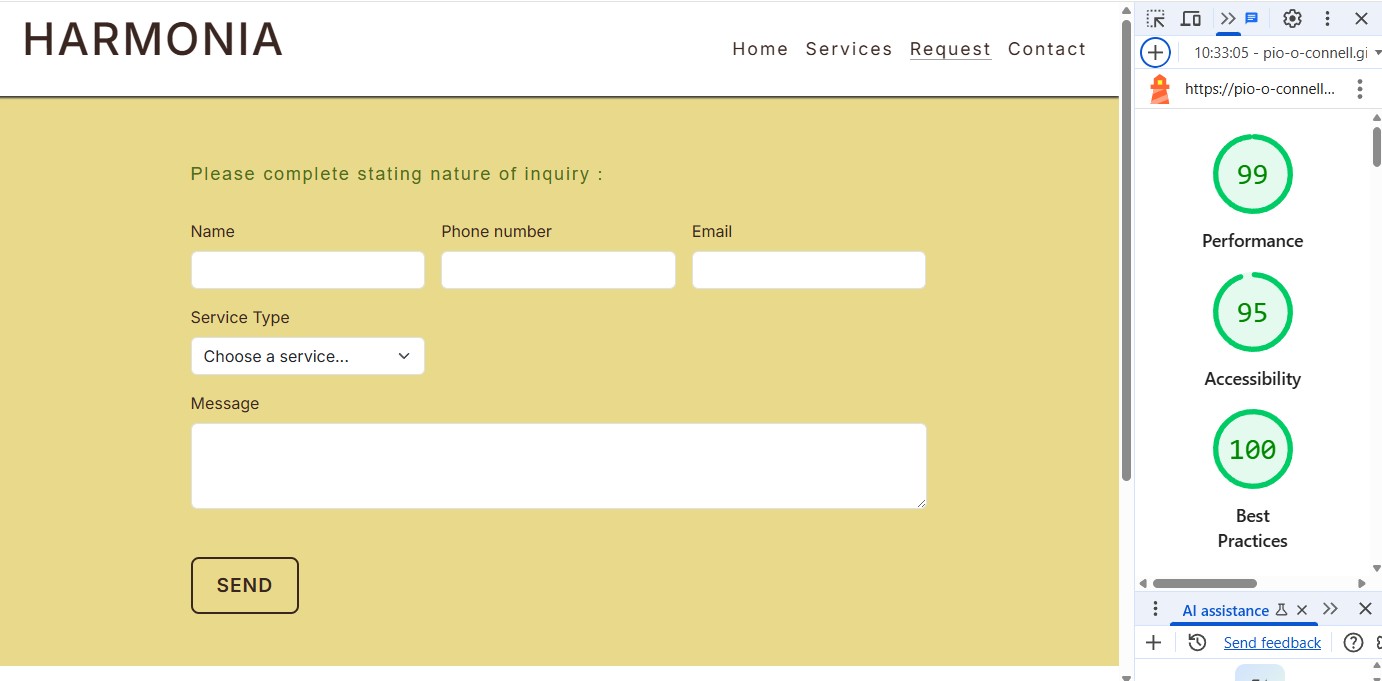 HARMONIA
Home Services Request Contact
Please complete stating nature of inquiry :
Name Phone number Email
Service Type
Choose a service...
Message
SEND
10:33:05 - pio-o-connell.gi
https://pio-o-connell...
99
Performance
95
Accessibility
100
Best
Practices
AI assistance
Send feedback